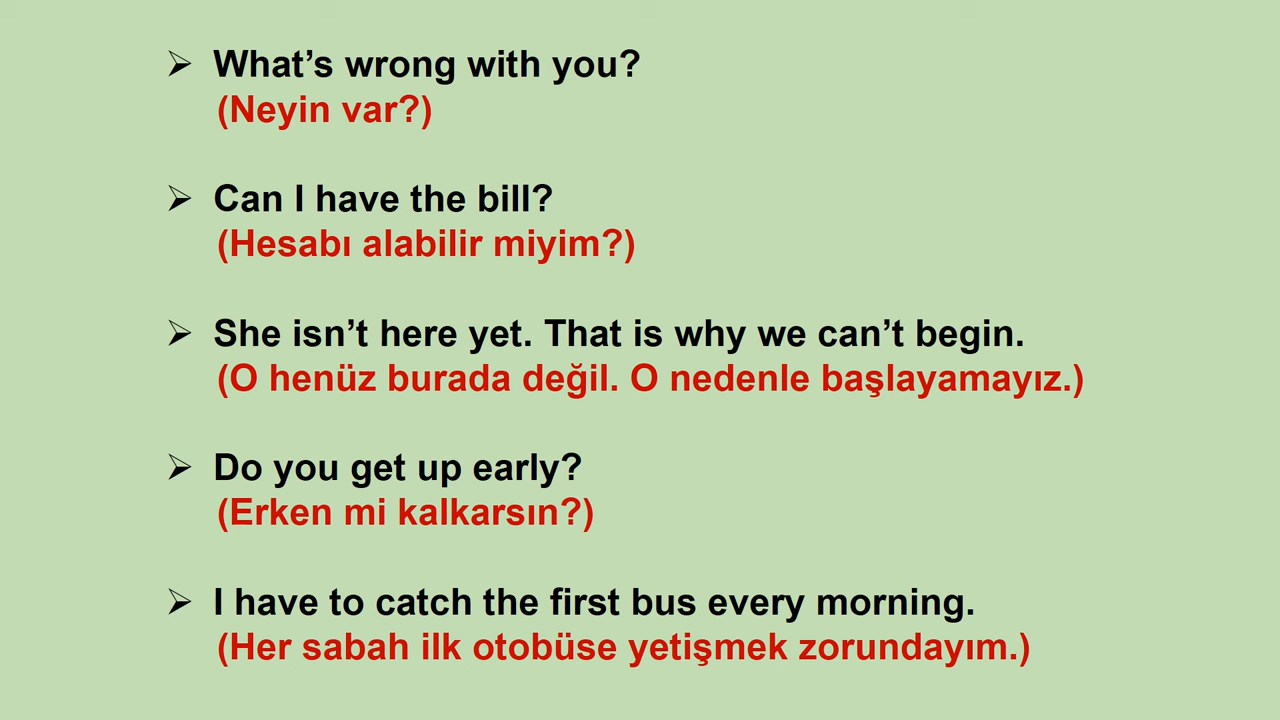 ➢ What’s wrong with you?
(Neyin var?)
➢ Can I have the bill?
(Hesabı alabilir miyim?)
➢ She isn’t here yet. That is why we can’t begin.
(O henüz burada değil. O nedenle başlayamayız.)
➢ Do you get up early?
(Erken mi kalkarsın?)
➢ I have to catch the first bus every morning.
(Her sabah ilk otobüse yetişmek zorundayım.)